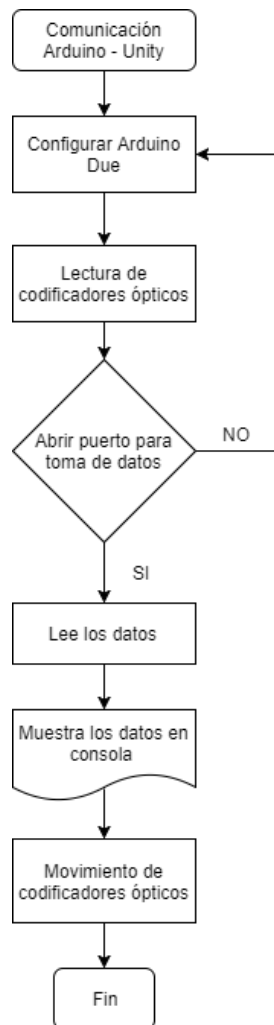 Comunicación
Arduino - Unity
Configurar Arduino
Due
Lectura de
codificadores ópticos
Abrir puerto para
toma de datos
NO
SI
Lee los datos
Muestra los datos en
consola
Movimiento de
codificadores ópticos
Fin